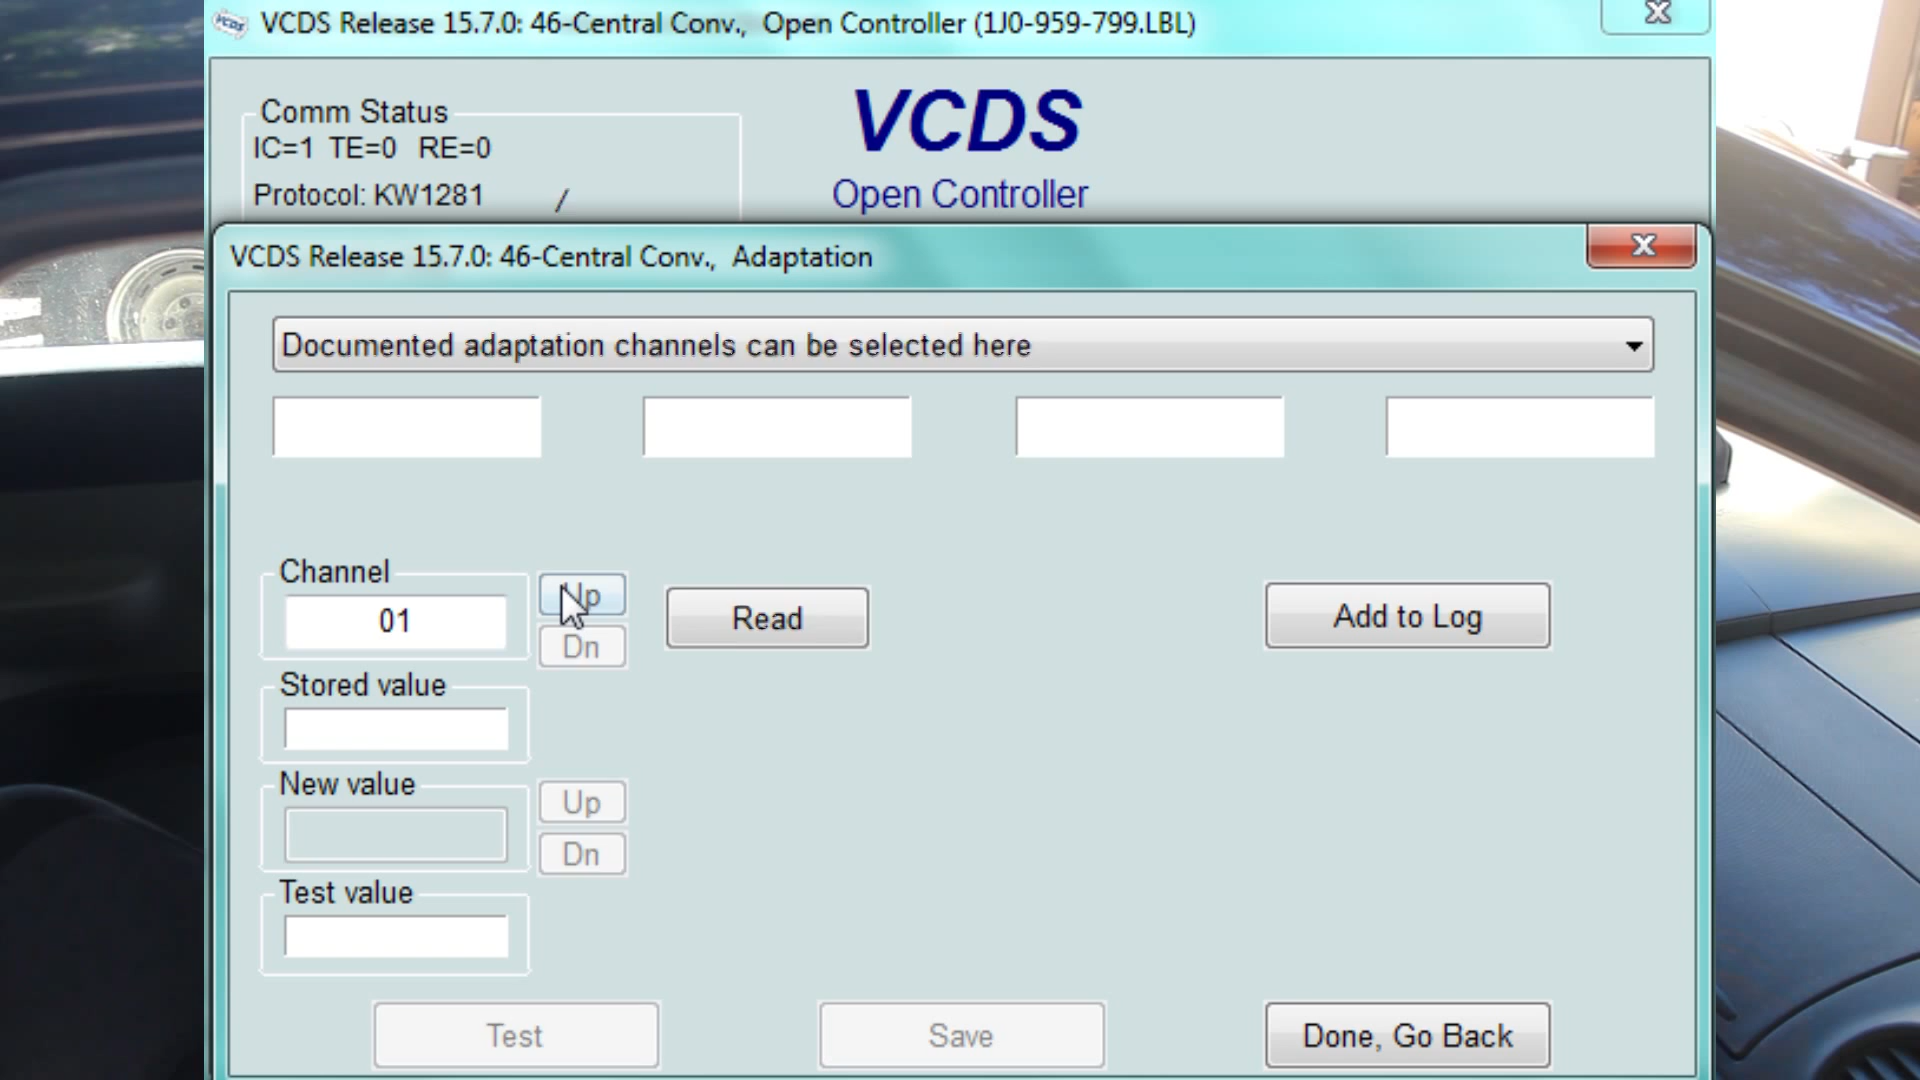 VCDS Release 15.7.0: 46-Central Conv., Open Controller (1J0-959-799.LBL)
Comm Status
IC=1 TE=0 RE=0
Protocol: KW1281 /
VCDS
Open Controller
VCDS Release 15.7.0: 46-Central Conv., Adaptation
Documented adaptation channels can be selected here
Channel
01
Up
Dn
Read
Add to Log
Stored value
New value
Up
Dn
Test value
Test
Save
Done, Go Back